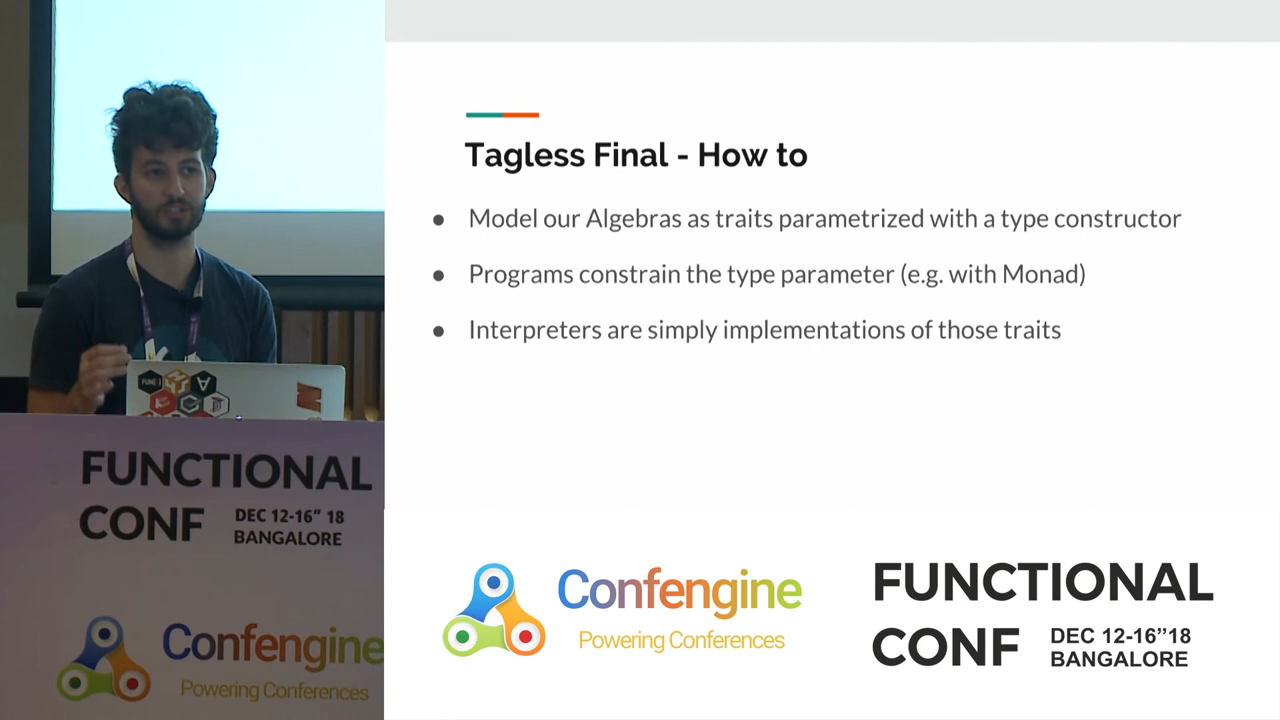 Tagless Final - How to
● Model our Algebras as traits parametrized with a type constructor
● Programs constrain the type parameter (e.g. with Monad)
● Interpreters are simply implementations of those traits
FUNCTIONAL
CONF DEC 12-16” 18
BANGALORE
Confengine
Powering Conferences
Confengine
Powering Conferences
FUNCTIONAL
CONF DEC 12-16”18
BANGALORE